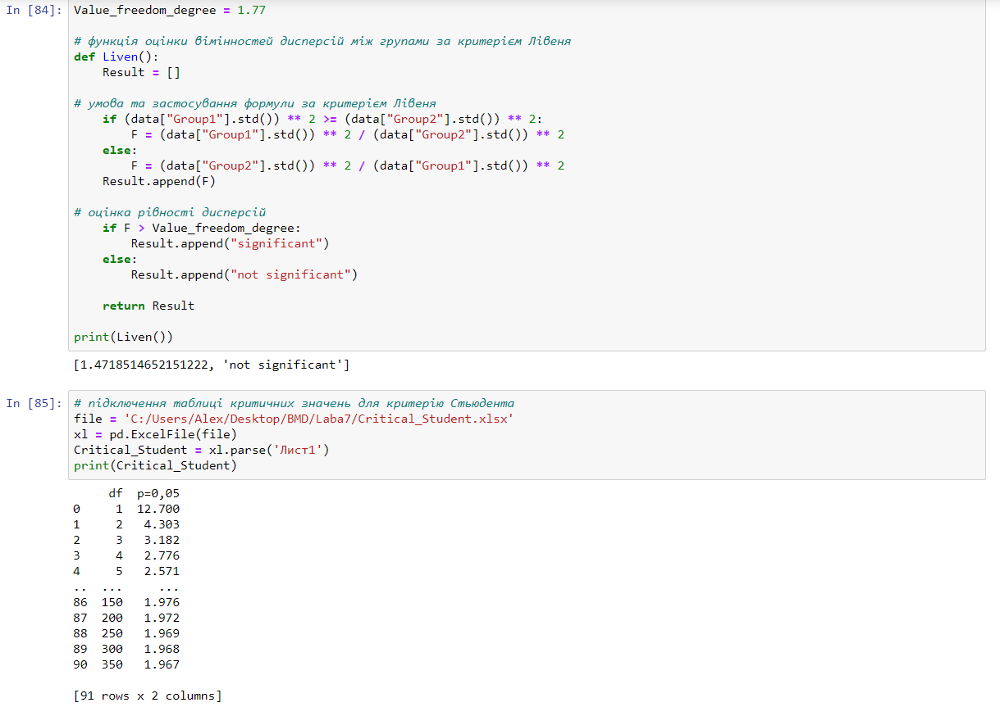 In [84]: Value_freedom_degree = 1.77
# функція оцінки вімінностей дисперсій між групами за критерієм Лівеня
def Liven():
    Result = []
# умова та застосування формули за критерієм Лівеня
    if (data["Group1"].std()) ** 2 >= (data["Group2"].std()) ** 2:
        F = (data["Group1"].std()) ** 2 / (data["Group2"].std()) ** 2
    else:
        F = (data["Group2"].std()) ** 2 / (data["Group1"].std()) ** 2
    Result.append(F)
# оцінка рівності дисперсій
    if F > Value_freedom_degree:
        Result.append("significant")
    else:
        Result.append("not significant")
    return Result
print(Liven())
[1.4718514652151222, 'not significant']
In [85]: # підключення таблиці критичних значень для критерію Стьюдента
file = 'C:/Users/Alex/Desktop/BMD/Laba7/Critical_Student.xlsx'
xl = pd.ExcelFile(file)
Critical_Student = xl.parse('Лист1')
print(Critical_Student)
     df  p=0,05
0     1  12.700
1     2   4.303
2     3   3.182
3     4   2.776
4     5   2.571
..  ...     ...
86  150   1.976
87  200   1.972
88  250   1.969
89  300   1.968
90  350   1.967
[91 rows x 2 columns]